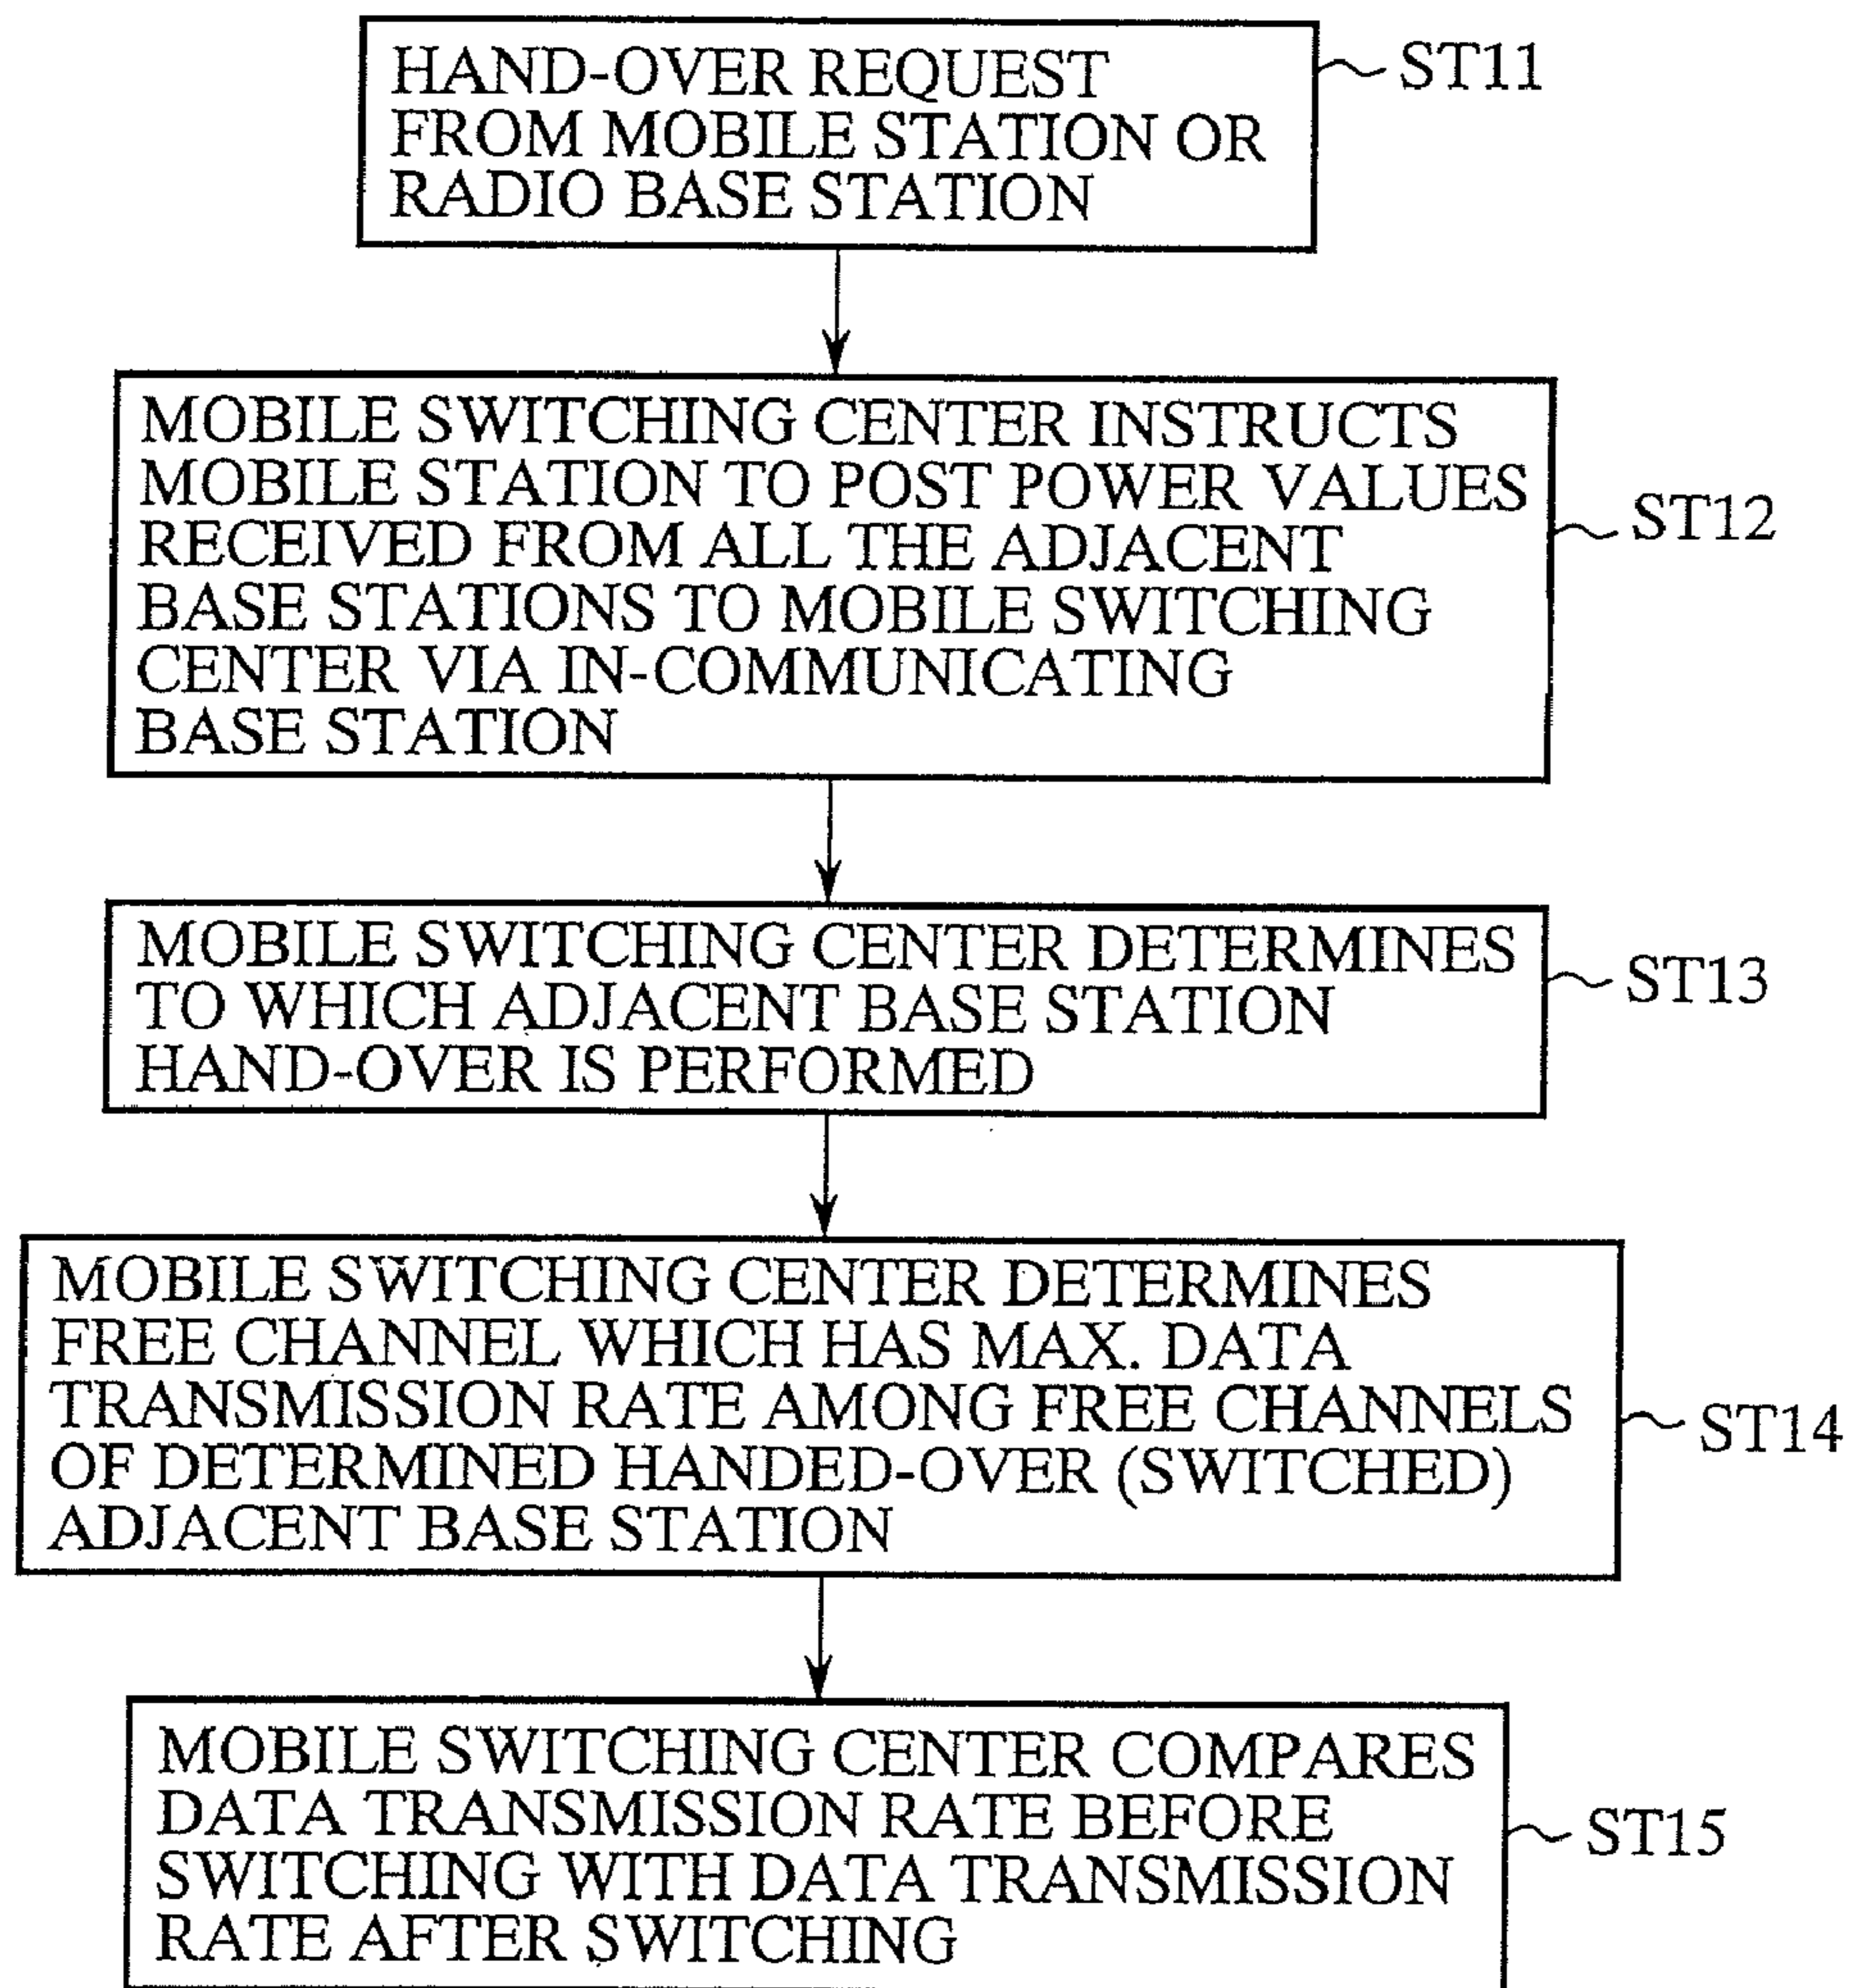 HAND-OVER REQUEST
FROM MOBILE STATION OR
RADIO BASE STATION
ST11
MOBILE SWITCHING CENTER INSTRUCTS
MOBILE STATION TO POST POWER VALUES
RECEIVED FROM ALL THE ADJACENT
BASE STATIONS TO MOBILE SWITCHING
CENTER VIA IN-COMMUNICATING
BASE STATION
ST12
MOBILE SWITCHING CENTER DETERMINES
TO WHICH ADJACENT BASE STATION
HAND-OVER IS PERFORMED
ST13
MOBILE SWITCHING CENTER DETERMINES
FREE CHANNEL WHICH HAS MAX. DATA
TRANSMISSION RATE AMONG FREE CHANNELS
OF DETERMINED HANDED-OVER (SWITCHED)
ADJACENT BASE STATION
ST14
MOBILE SWITCHING CENTER COMPARES
DATA TRANSMISSION RATE BEFORE
SWITCHING WITH DATA TRANSMISSION
RATE AFTER SWITCHING
ST15